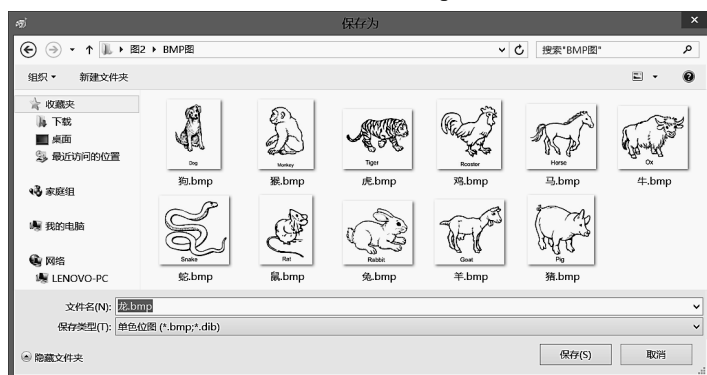 保存为
图2 ▸ BMP图
搜索"BMP图"
组织 新建文件夹
收藏夹
下载
桌面
最近访问的位置
家庭组
我的电脑
网络
LENOVO-PC
Dog Monkey Tiger Rooster Horse Ox
狗.bmp 猴.bmp 虎.bmp 鸡.bmp 马.bmp 牛.bmp
Snake Rat Rabbit Goat Pig
蛇.bmp 鼠.bmp 兔.bmp 羊.bmp 猪.bmp
文件名(N): 龙.bmp
保存类型(T): 单色位图 (*.bmp;*.dib)
隐藏文件夹 保存(S) 取消